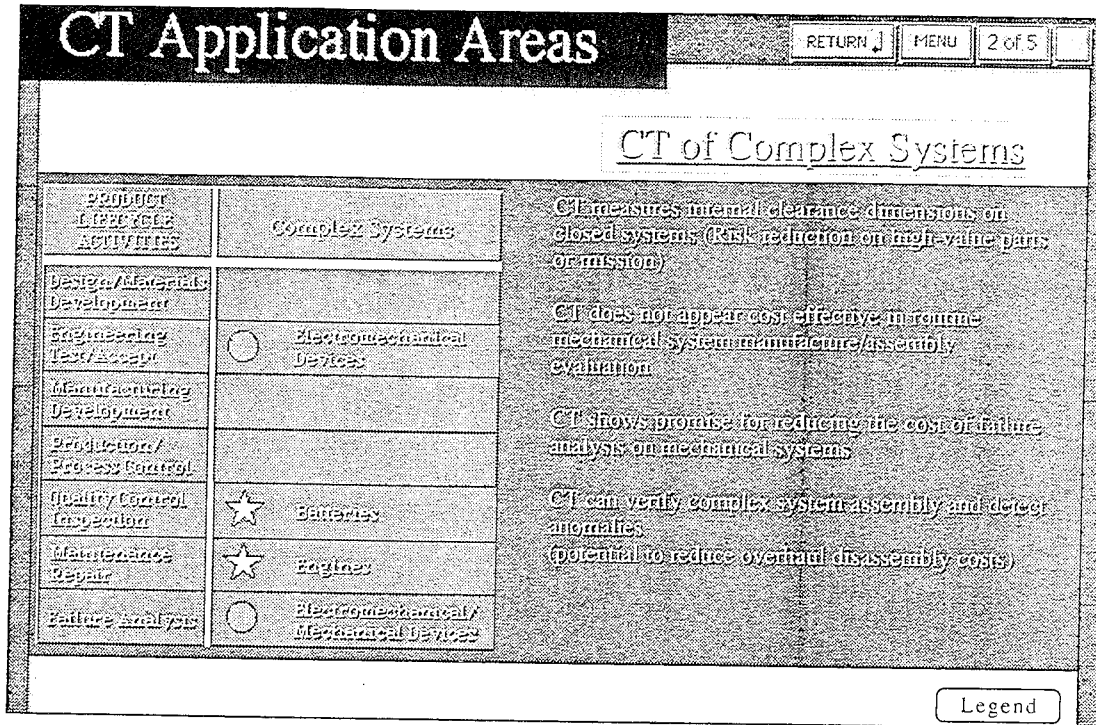 CT Application Areas
RETURN
MENU
2 of 5
CT of Complex Systems
PRODUCT
LIFECYCLE
ACTIVITIES
Complex Systems
Design/Materials
Development
Engineering
Test/Accept
Electromechanical
Devices
Manufacturing
Development
Production/
Process Control
Quality Control
Inspection
Batteries
Maintenance
Repair
Engines
Failure Analysis
Electromechanical/
Mechanical Devices
CT measures internal clearance dimensions on
closed systems (Risk reduction on high-value parts
or mission)
CT does not appear cost effective in routine
mechanical system manufacture/assembly
evaluation
CT shows promise for reducing the cost of failure
analysis on mechanical systems
CT can verify complex system assembly and detect
anomalies
(potential to reduce overhaul disassembly costs)
Legend